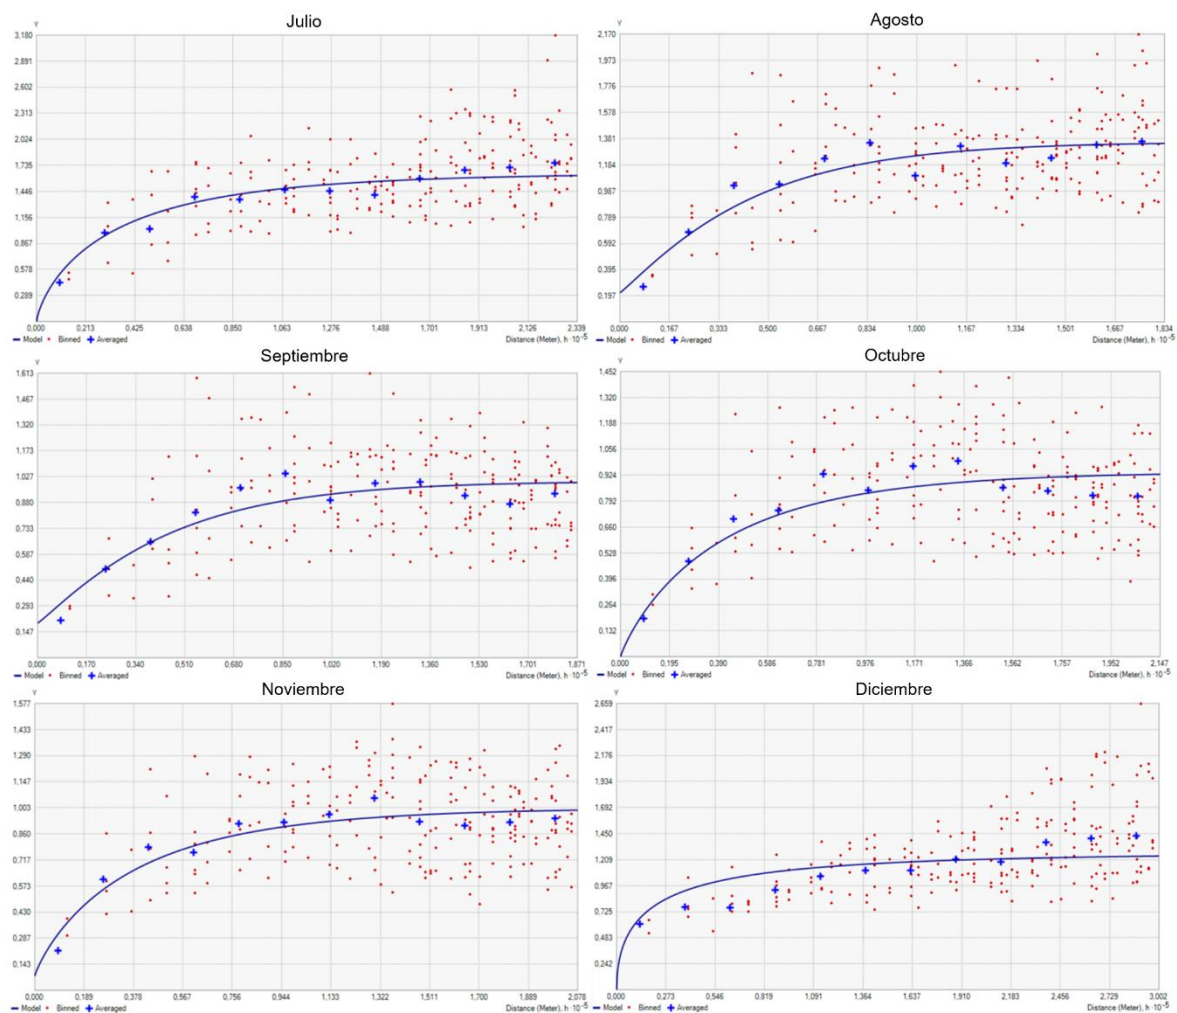 Julio
γ
3,180
2,891
2,602
2,313
2,024
1,735
1,446
1,156
0,867
0,578
0,289
0,000 0,213 0,425 0,638 0,850 1,063 1,276 1,488 1,701 1,913 2,126 2,339
Distance (Meter), h ·10⁻⁵
Model Binned Averaged
Agosto
γ
2,170
1,973
1,776
1,578
1,381
1,184
0,987
0,789
0,592
0,395
0,197
0,000 0,167 0,333 0,500 0,667 0,834 1,000 1,167 1,334 1,501 1,667 1,834
Distance (Meter), h ·10⁻⁵
Model Binned Averaged
Septiembre
γ
1,613
1,467
1,320
1,173
1,027
0,880
0,733
0,587
0,440
0,293
0,147
0,000 0,170 0,340 0,510 0,680 0,850 1,020 1,190 1,360 1,530 1,701 1,871
Distance (Meter), h ·10⁻⁵
Model Binned Averaged
Octubre
γ
1,452
1,320
1,188
1,056
0,924
0,792
0,660
0,528
0,396
0,264
0,132
0,000 0,195 0,390 0,586 0,781 0,976 1,171 1,366 1,562 1,757 1,952 2,147
Distance (Meter), h ·10⁻⁵
Model Binned Averaged
Noviembre
γ
1,577
1,433
1,290
1,147
1,003
0,860
0,717
0,573
0,430
0,287
0,143
0,000 0,189 0,378 0,567 0,756 0,944 1,133 1,322 1,511 1,700 1,889 2,078
Distance (Meter), h ·10⁻⁵
Model Binned Averaged
Diciembre
γ
2,659
2,417
2,176
1,934
1,692
1,450
1,209
0,967
0,725
0,483
0,242
0,000 0,273 0,546 0,819 1,091 1,364 1,637 1,910 2,183 2,456 2,729 3,002
Distance (Meter), h ·10⁻⁵
Model Binned Averaged